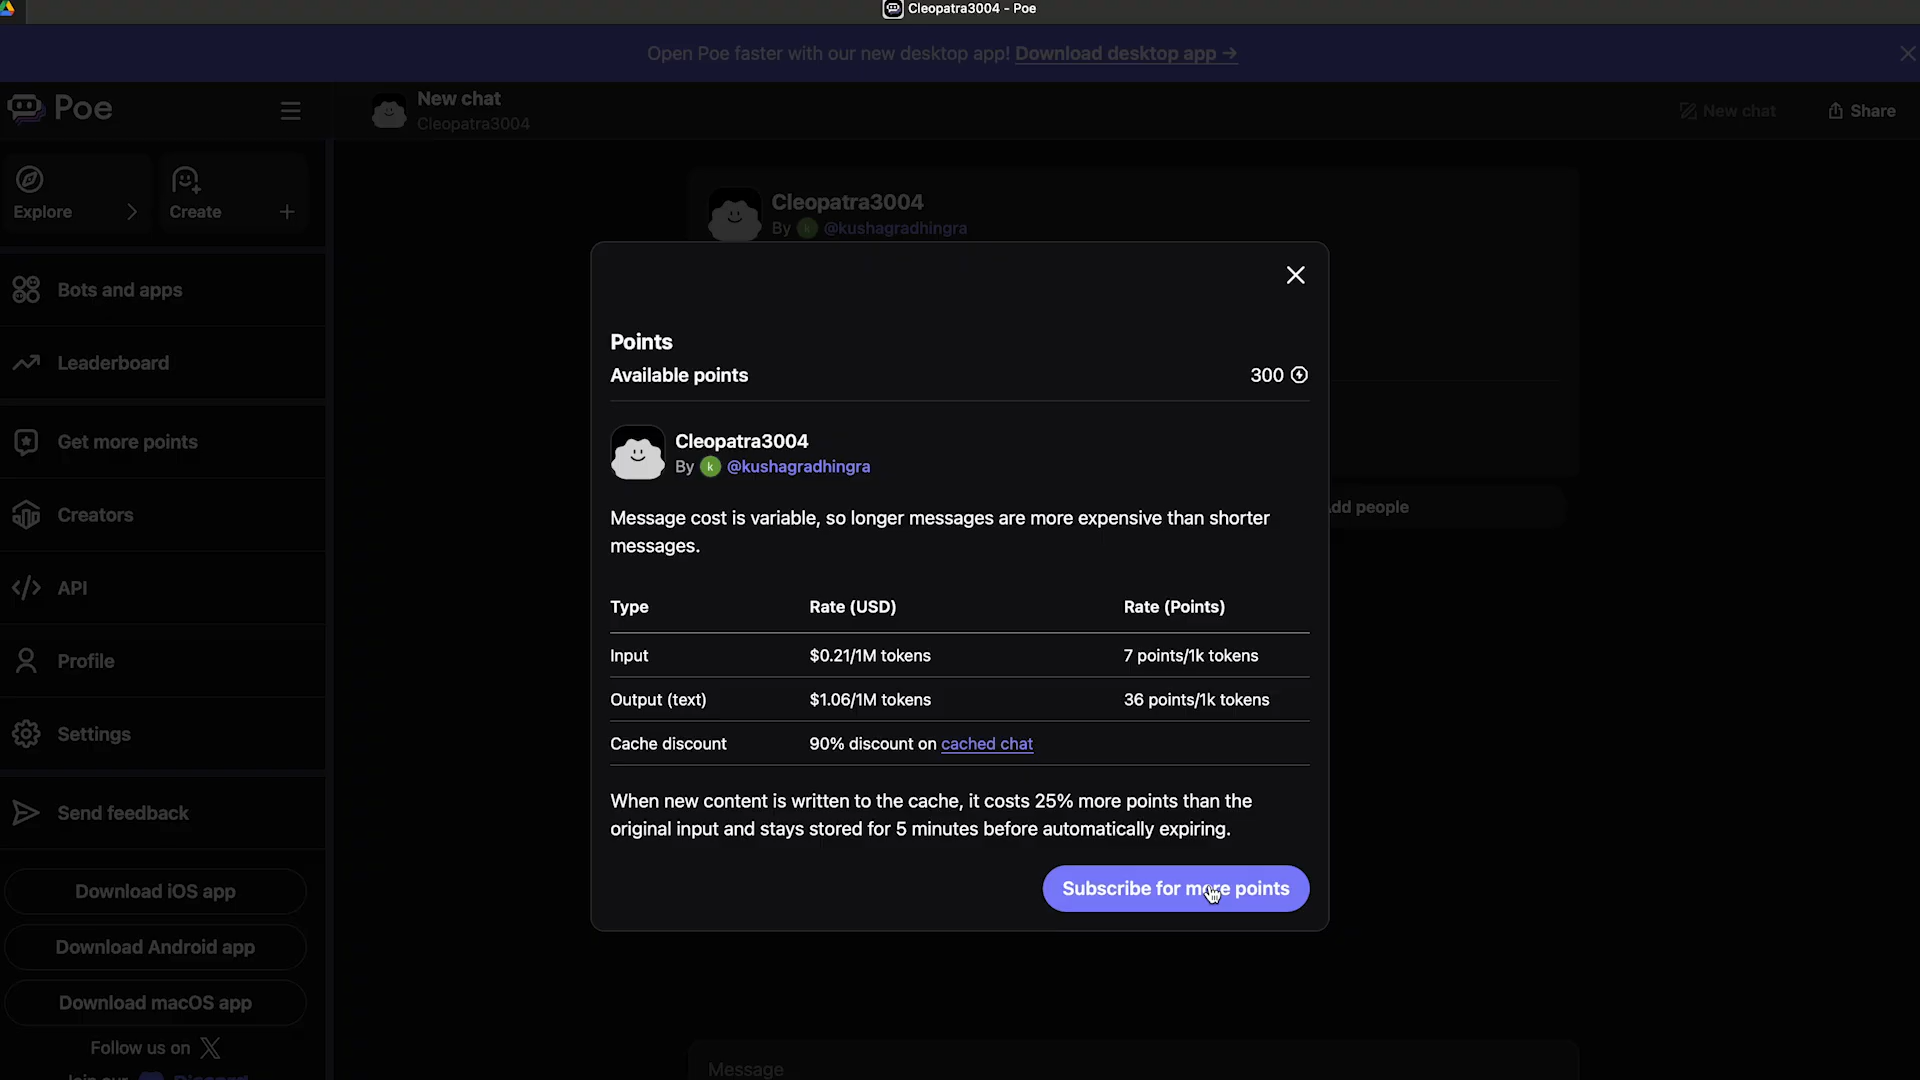 Cleopatra3004 - Poe
Open Poe faster with our new desktop app! Download desktop app →
Poe
New chat
Cleopatra3004
New chat
Share
Explore
Create
Bots and apps
Leaderboard
Get more points
Creators
API
Profile
Settings
Send feedback
Download iOS app
Download Android app
Download macOS app
Follow us on X
Join our Discord
Cleopatra3004
By k @kushagradhingra
Points
Available points 300
Cleopatra3004
By k @kushagradhingra
Message cost is variable, so longer messages are more expensive than shorter
messages.
Type Rate (USD) Rate (Points)
Input $0.21/1M tokens 7 points/1k tokens
Output (text) $1.06/1M tokens 36 points/1k tokens
Cache discount 90% discount on cached chat
When new content is written to the cache, it costs 25% more points than the
original input and stays stored for 5 minutes before automatically expiring.
Subscribe for more points
dd people
Message